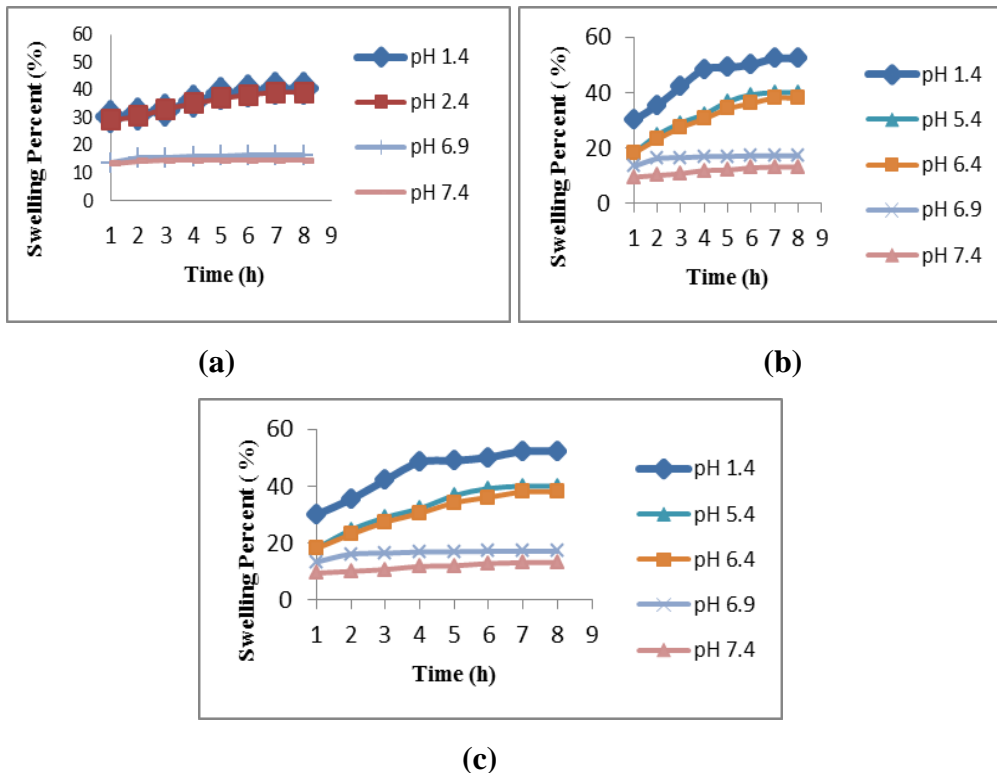 60
50
40
30
20
10
0
1 2 3 4 5 6 7 8 9
Swelling Percent (%)
Time (h)
pH 1.4
pH 2.4
pH 6.9
pH 7.4
(a)
60
40
20
0
1 2 3 4 5 6 7 8 9
Swelling Percent ( %)
Time (h)
pH 1.4
pH 5.4
pH 6.4
pH 6.9
pH 7.4
(b)
60
40
20
0
1 2 3 4 5 6 7 8 9
Swelling Percent ( %)
Time (h)
pH 1.4
pH 5.4
pH 6.4
pH 6.9
pH 7.4
(c)